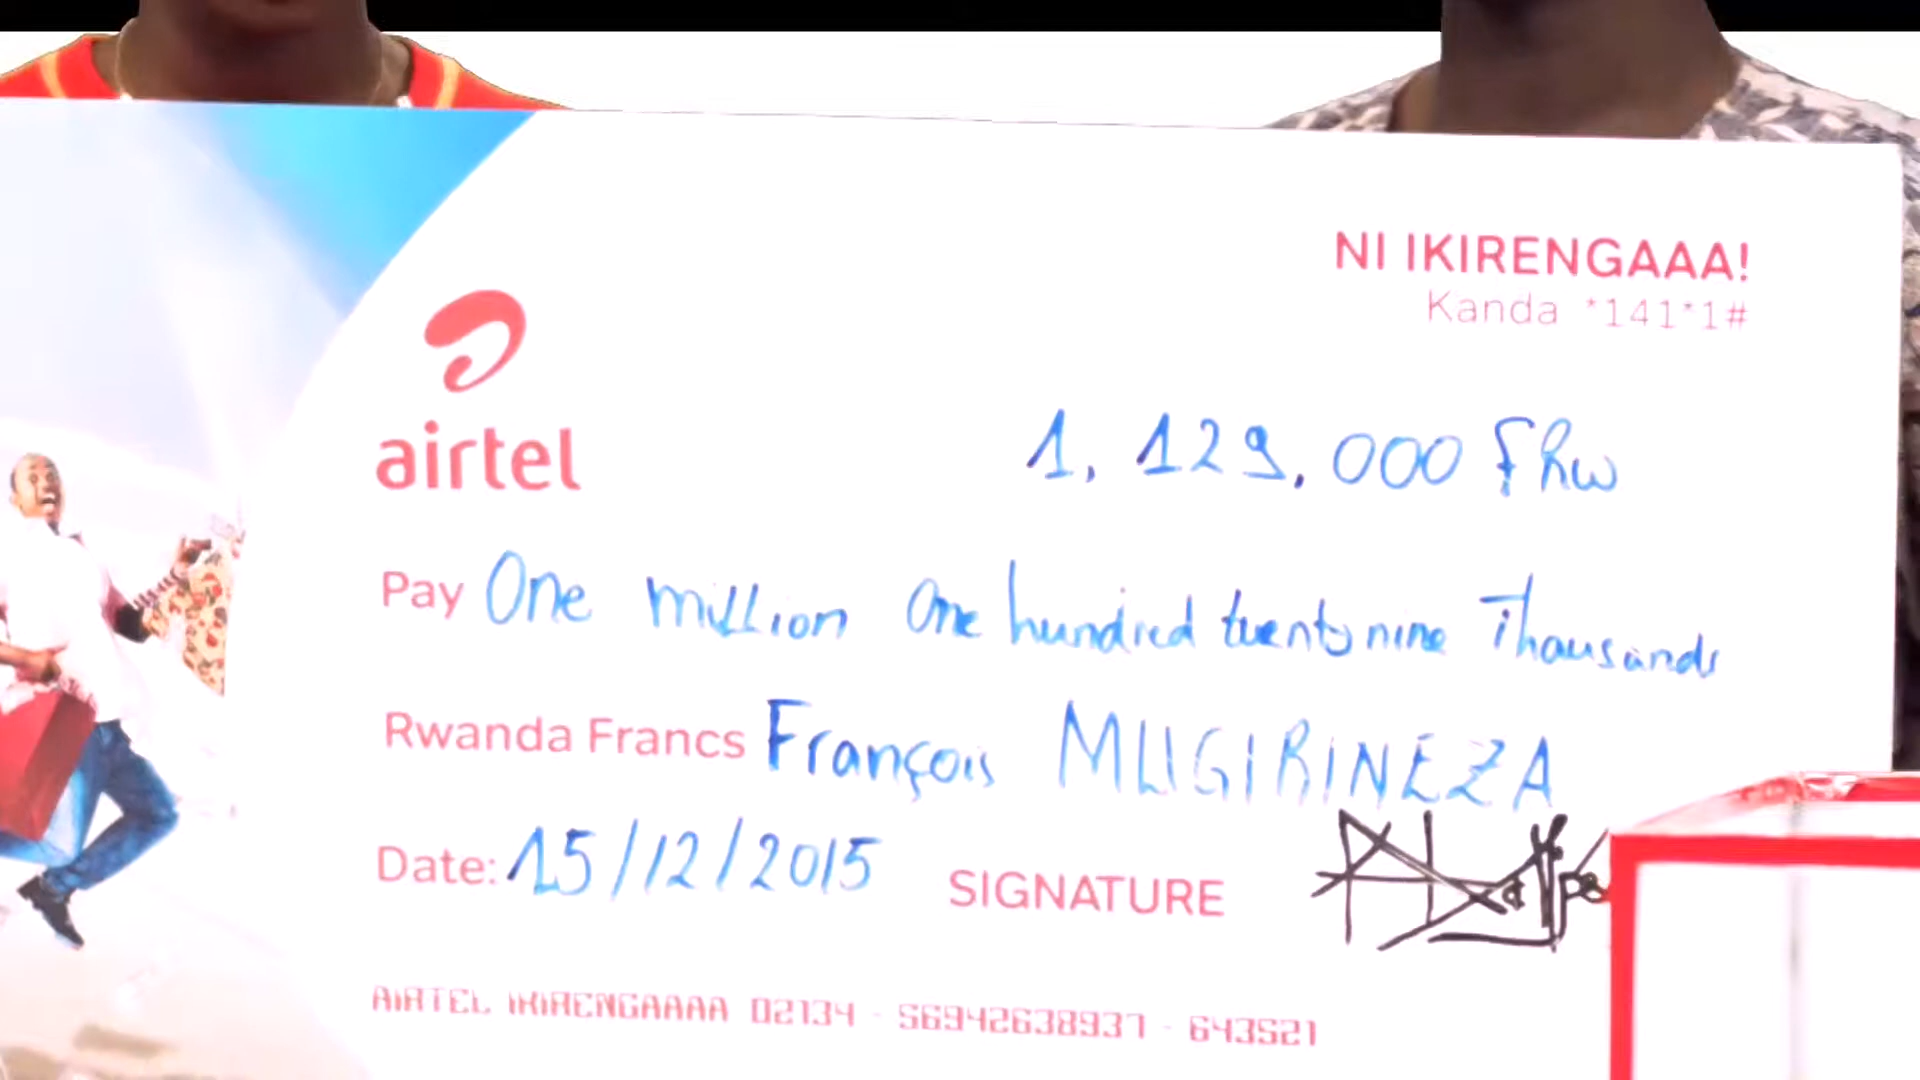 NI IKIRENGAAA!
Kanda *141*1#
airtel
1,129,000 FRw
Pay One million One hundred twenty nine Thousands
Rwanda Francs François MUGIRINEZA
Date: 15/12/2015 SIGNATURE
AIRTEL IKIRENGAAAA 02134 - 56942638937 - 643521